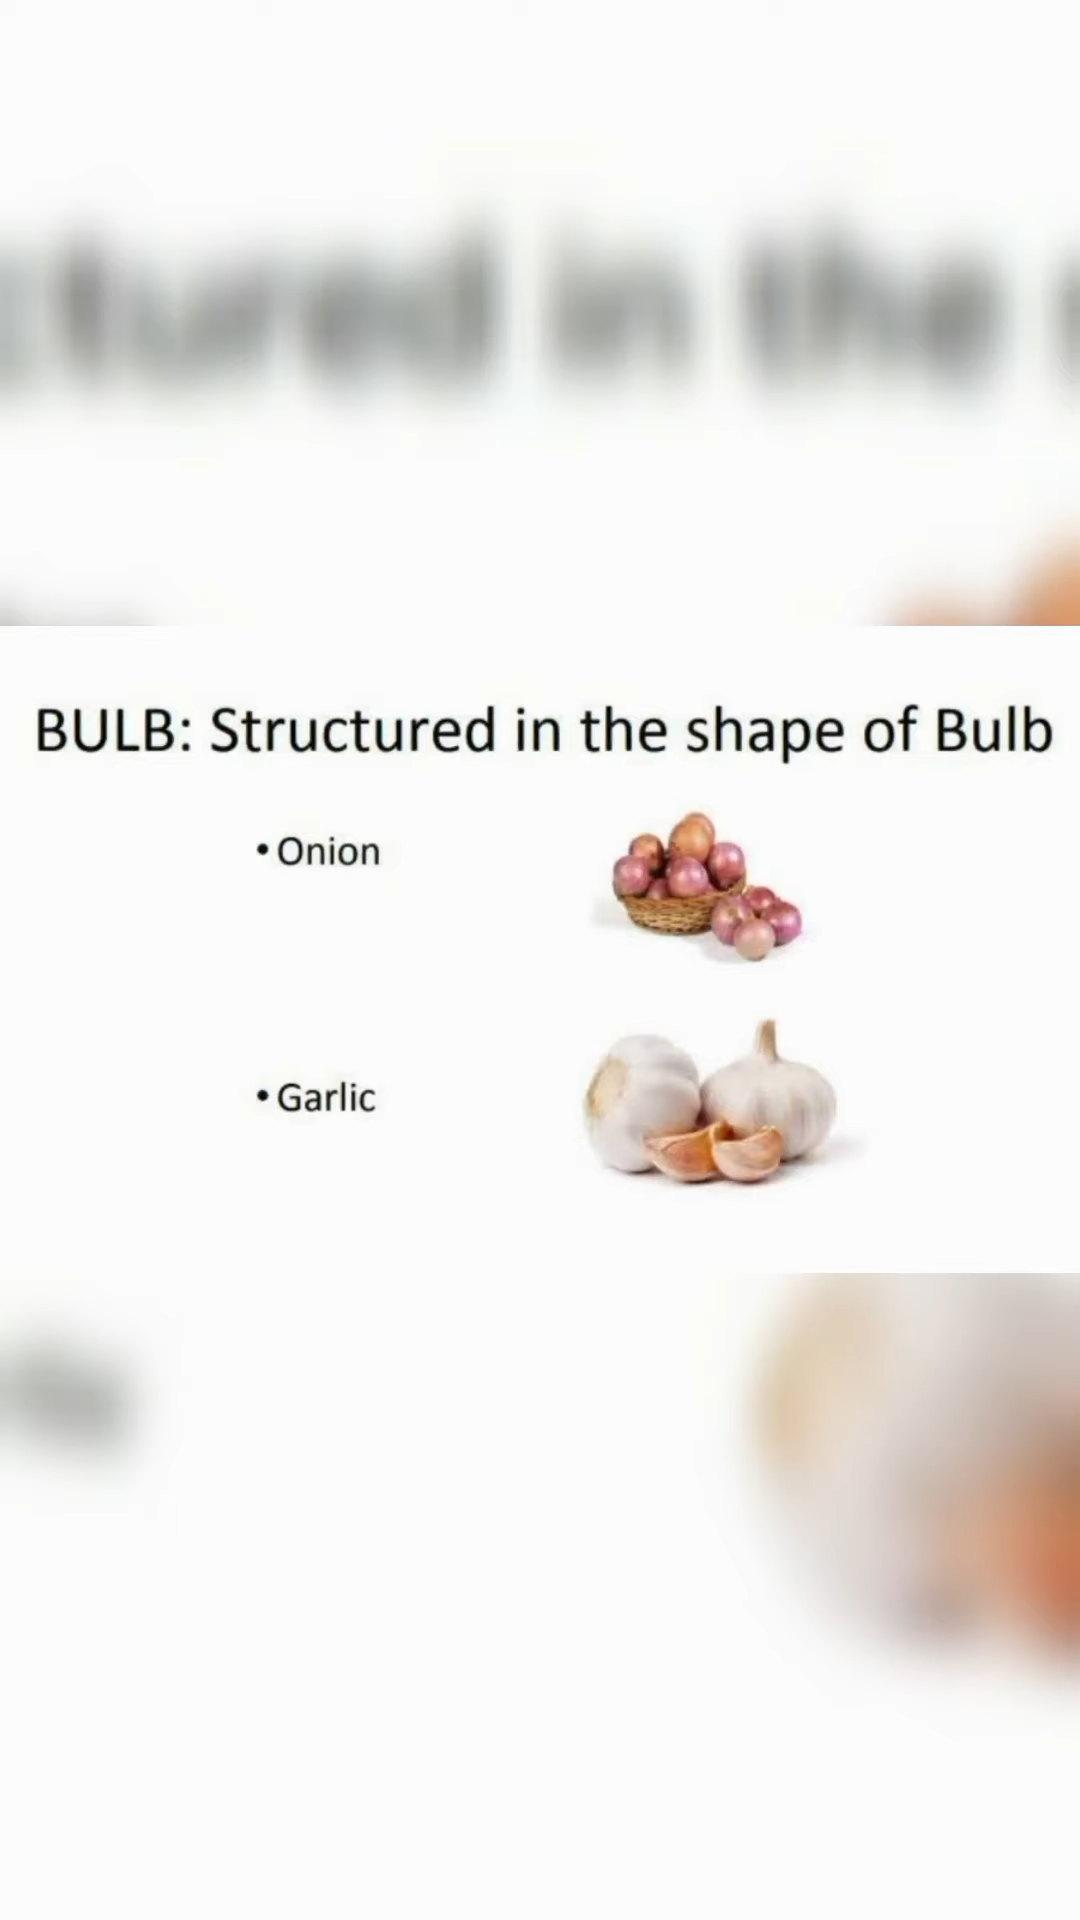 BULB: Structured in the shape of Bulb
• Onion
• Garlic